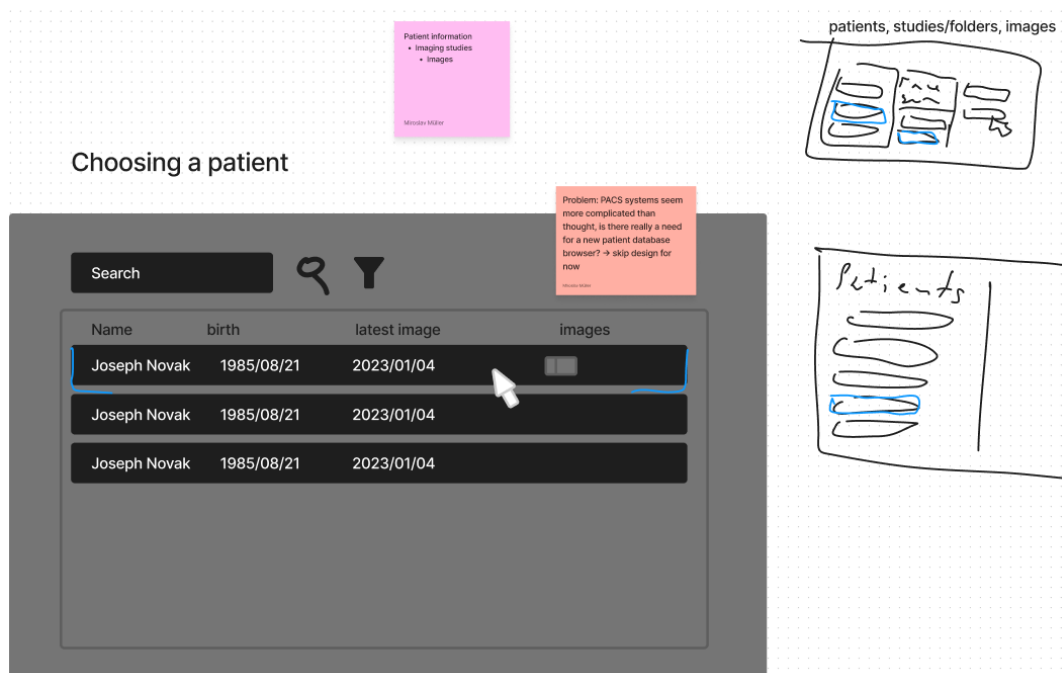 patients, studies/folders, images
Patient information
• Imaging studies
• Images
Miroslav Müller
Choosing a patient
Problem: PACS systems seem
more complicated than
thought, is there really a need
for a new patient database
browser? → skip design for
now
Miroslav Müller
Search
Name birth latest image images
Joseph Novak 1985/08/21 2023/01/04
Joseph Novak 1985/08/21 2023/01/04
Joseph Novak 1985/08/21 2023/01/04
Patients